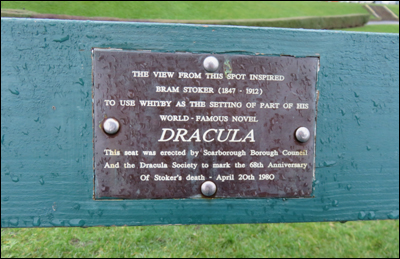 THE VIEW FROM THIS SPOT INSPIRED
BRAM STOKER (1847 - 1912)
TO USE WHITBY AS THE SETTING OF PART OF HIS
WORLD - FAMOUS NOVEL
DRACULA
This seat was erected by Scarborough Borough Council
And the Dracula Society to mark the 68th Anniversary
Of Stoker's death - April 20th 1980